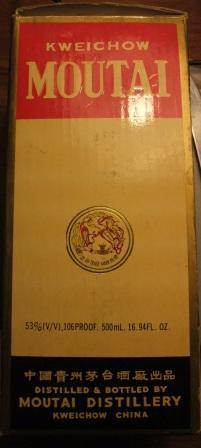 KWEICHOW
MOUTAI
53%(V/V),106PROOF. 500mL. 16.94FL. OZ.
中國貴州茅台酒廠出品
DISTILLED & BOTTLED BY
MOUTAI DISTILLERY
KWEICHOW CHINA